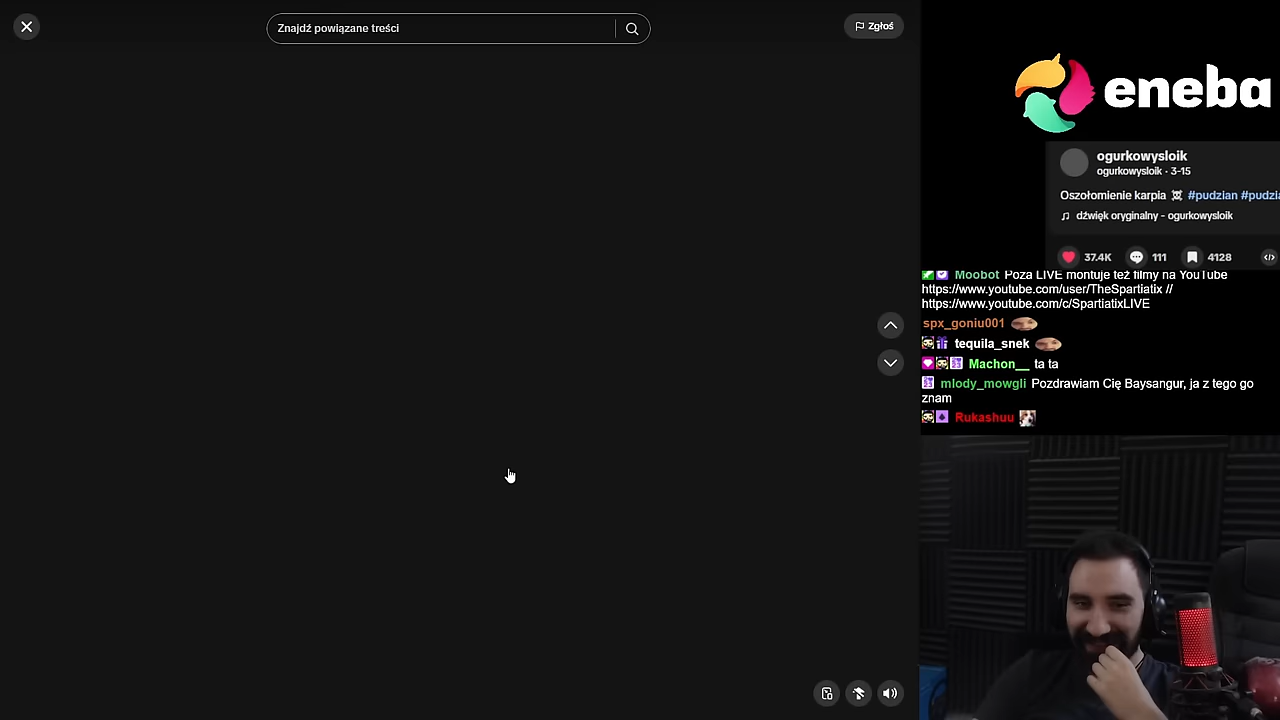 Znajdź powiązane treści
Zgłoś
eneba
ogurkowysloik
ogurkowysloik · 3-15
Oszołomienie karpia ☠ #pudzian #pudzia
dźwięk oryginalny - ogurkowysloik
37.4K 111 4128
Moobot Poza LIVE montuje też filmy na YouTube
https://www.youtube.com/user/TheSpartiatix //
https://www.youtube.com/c/SpartiatixLIVE
spx_goniu001
tequila_snek
Machon__ ta ta
mlody_mowgli Pozdrawiam Cię Baysangur, ja z tego go
znam
Rukashuu